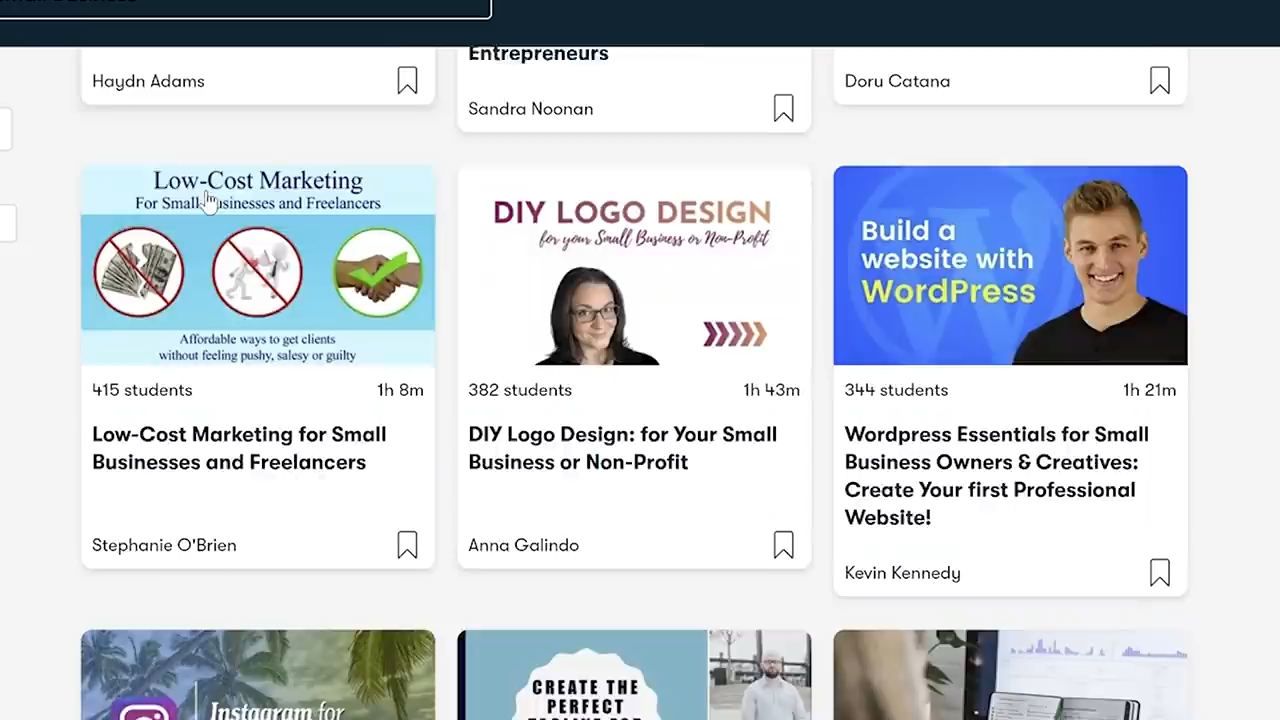 Entrepreneurs
Haydn Adams
Sandra Noonan
Doru Catana
Low-Cost Marketing
For Small Businesses and Freelancers
Affordable ways to get clients
without feeling pushy, salesy or guilty
415 students 1h 8m
Low-Cost Marketing for Small
Businesses and Freelancers
Stephanie O'Brien
DIY LOGO DESIGN
for your Small Business or Non-Profit
382 students 1h 43m
DIY Logo Design: for Your Small
Business or Non-Profit
Anna Galindo
Build a
website with
WordPress
344 students 1h 21m
Wordpress Essentials for Small
Business Owners & Creatives:
Create Your first Professional
Website!
Kevin Kennedy
Instagram for
CREATE THE
PERFECT
TAGLINE FOR